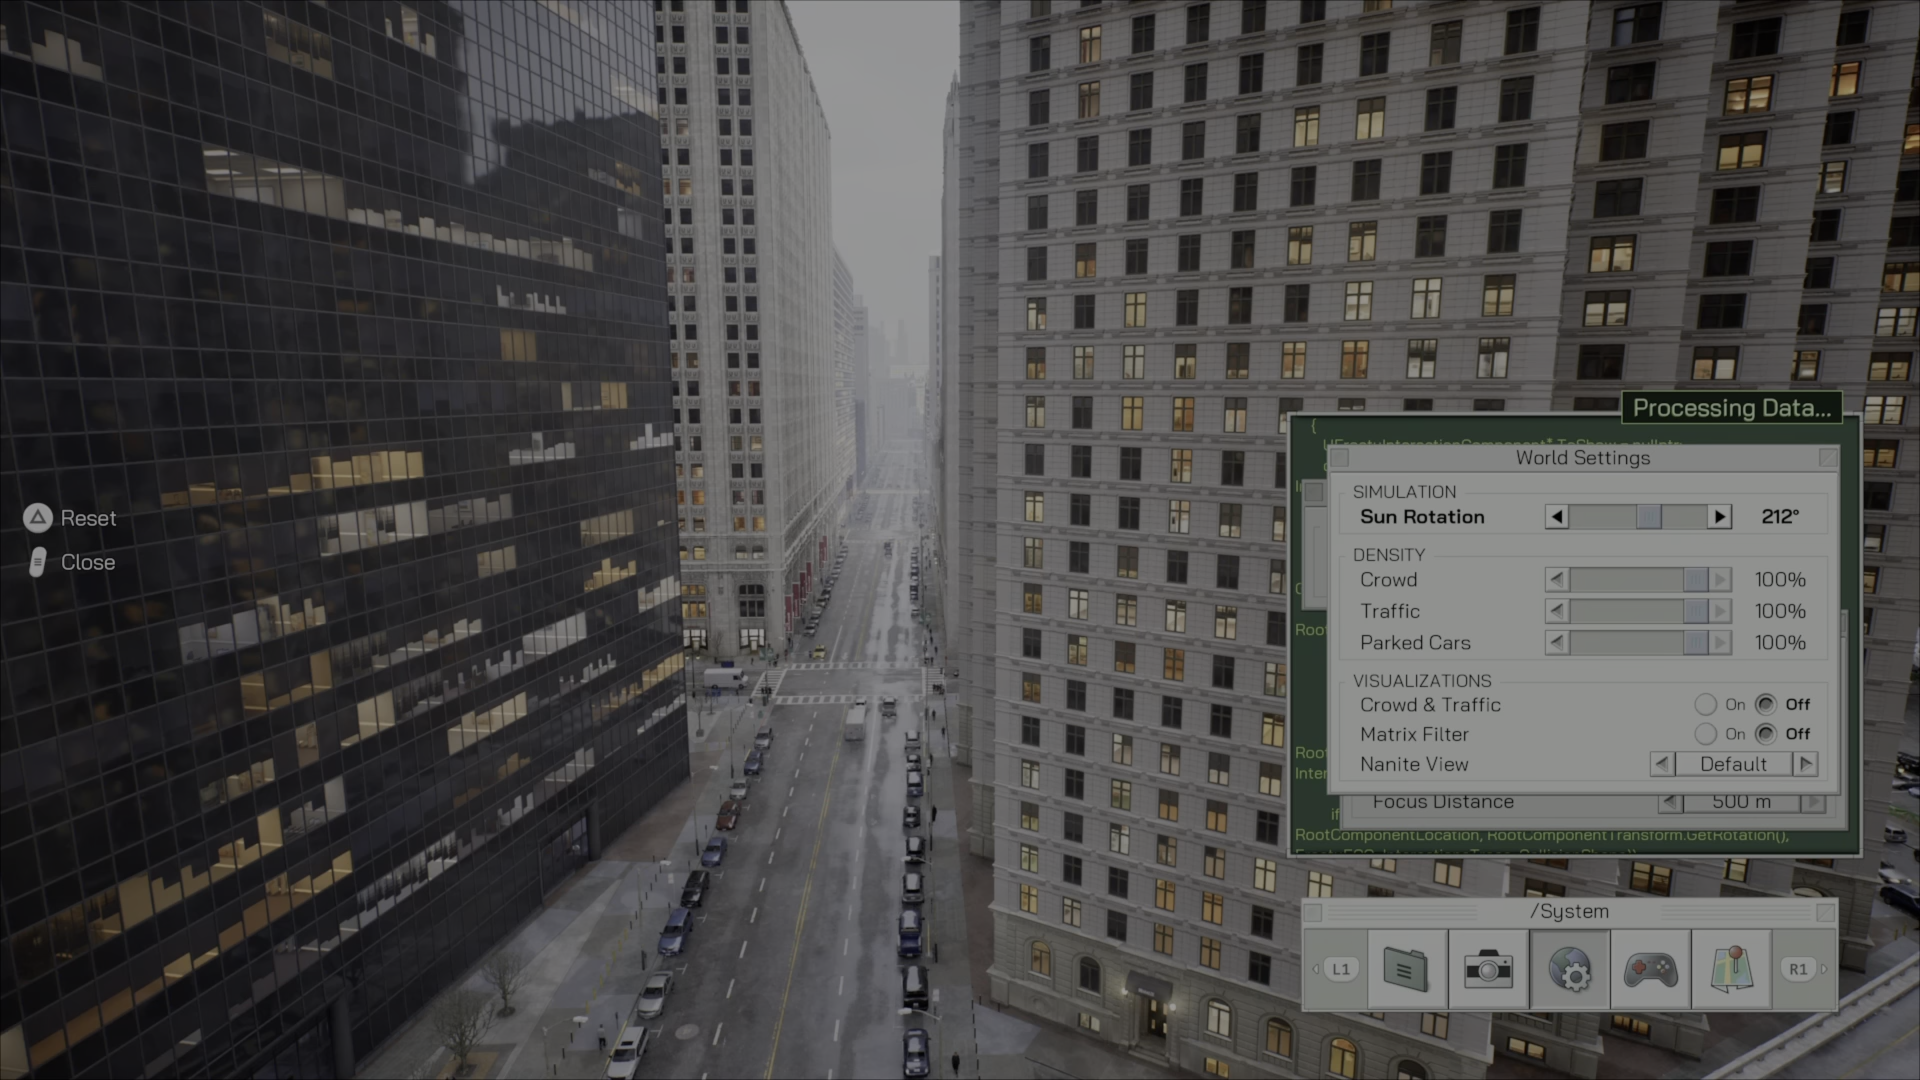 Processing Data...
{
World Settings
SIMULATION
Sun Rotation 212°
DENSITY
Crowd 100%
Traffic 100%
Parked Cars 100%
VISUALIZATIONS
Crowd & Traffic On Off
Matrix Filter On Off
Nanite View Default
Focus Distance 500 m
if
RootComponentLocation, RootComponentTransform.GetRotation(),
Reset
Close
/System
L1 R1